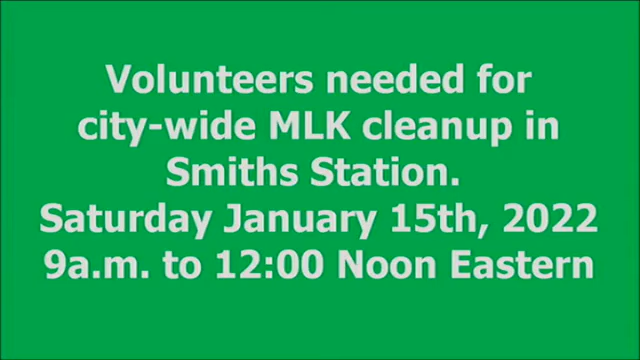 Volunteers needed for
city-wide MLK cleanup in
Smiths Station.
Saturday January 15th, 2022
9a.m. to 12:00 Noon Eastern